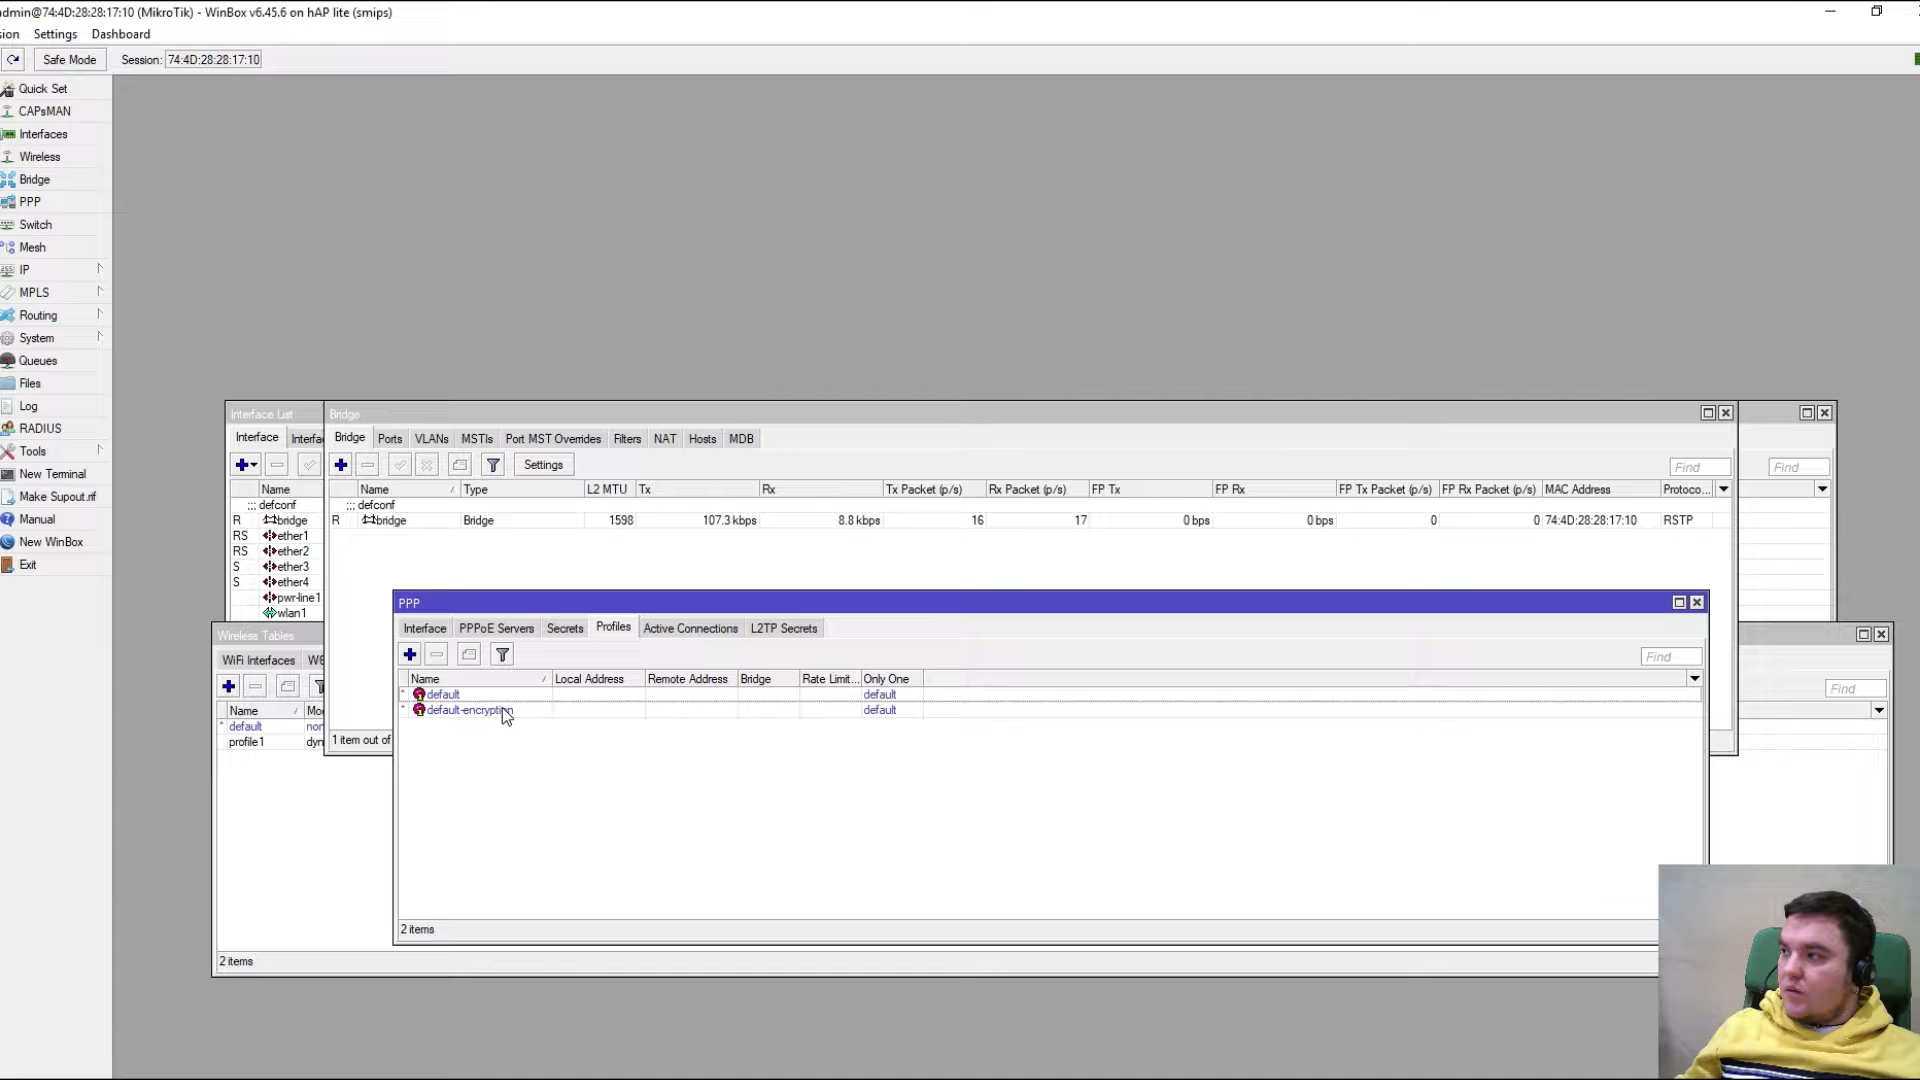 dmin@74:4D:28:28:17:10 (MikroTik) - WinBox v6.45.6 on hAP lite (smips)
sion Settings Dashboard
Safe Mode Session: 74:4D:28:28:17:10
Quick Set
CAPsMAN
Interfaces
Wireless
Bridge
PPP
Switch
Mesh
IP
MPLS
Routing
System
Queues
Files
Log
RADIUS
Tools
New Terminal
Make Supout.rif
Manual
New WinBox
Exit
Interface List
Interface Interfa
Name
::: defconf
R bridge
RS ether1
RS ether2
S ether3
S ether4
pwr-line1
wlan1
Find
Bridge
Bridge Ports VLANs MSTIs Port MST Overrides Filters NAT Hosts MDB
Settings Find
Name Type L2 MTU Tx Rx Tx Packet (p/s) Rx Packet (p/s) FP Tx FP Rx FP Tx Packet (p/s) FP Rx Packet (p/s) MAC Address Protoco...
::: defconf
R bridge Bridge 1598 107.3 kbps 8.8 kbps 16 17 0 bps 0 bps 0 0 74:4D:28:28:17:10 RSTP
1 item out of
Wireless Tables
WiFi Interfaces
Find
Name Mo
* default non
profile1 dyn
2 items
PPP
Interface PPPoE Servers Secrets Profiles Active Connections L2TP Secrets
Find
Name Local Address Remote Address Bridge Rate Limit... Only One
* default default
* default-encryption default
2 items